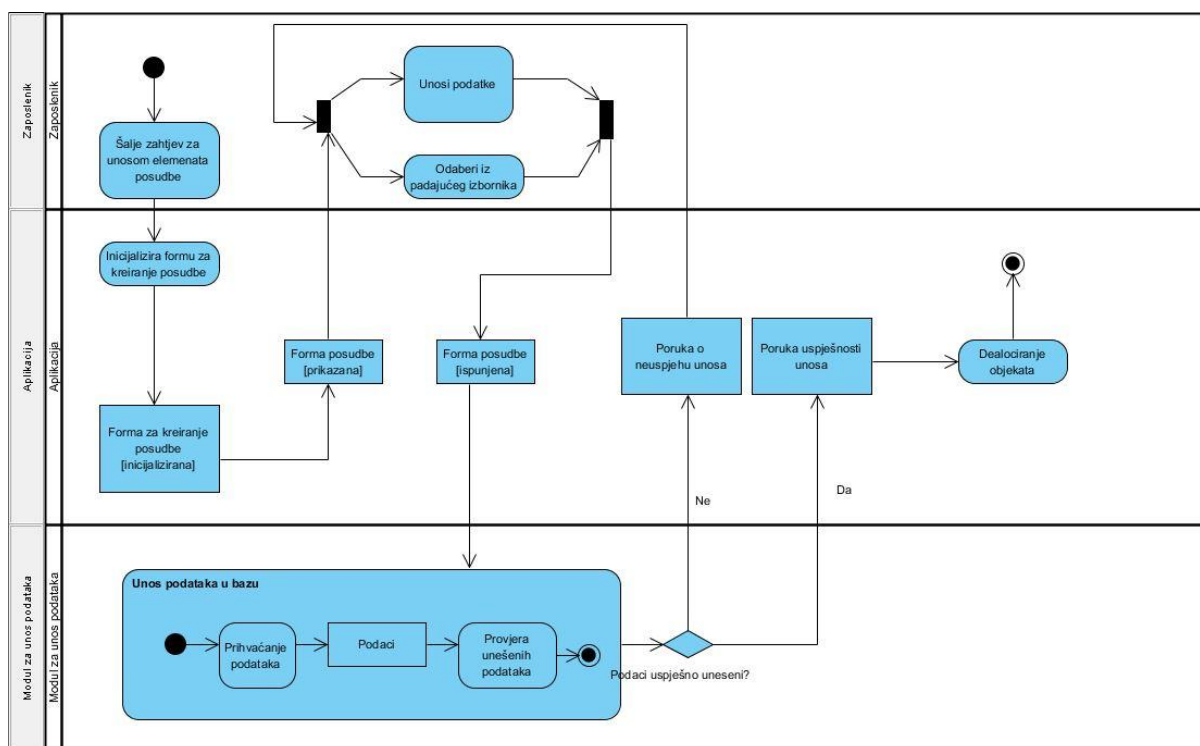 Zaposlenik
Zaposlenik
Šalje zahtjev za
unosom elemenata
posudbe
Unosi podatke
Odaberi iz
padajućeg izbornika
Aplikacija
Aplikacija
Inicijalizira formu za
kreiranje posudbe
Forma za kreiranje
posudbe
[inicijalizirana]
Forma posudbe
[prikazana]
Forma posudbe
[ispunjena]
Poruka o
neuspjehu unosa
Poruka uspješnosti
unosa
Dealociranje
objekata
Ne
Da
Modul za unos podataka
Modul za unos podataka
Unos podataka u bazu
Prihvaćanje
podataka
Podaci
Provjera
unešenih
podataka
Podaci uspješno uneseni?